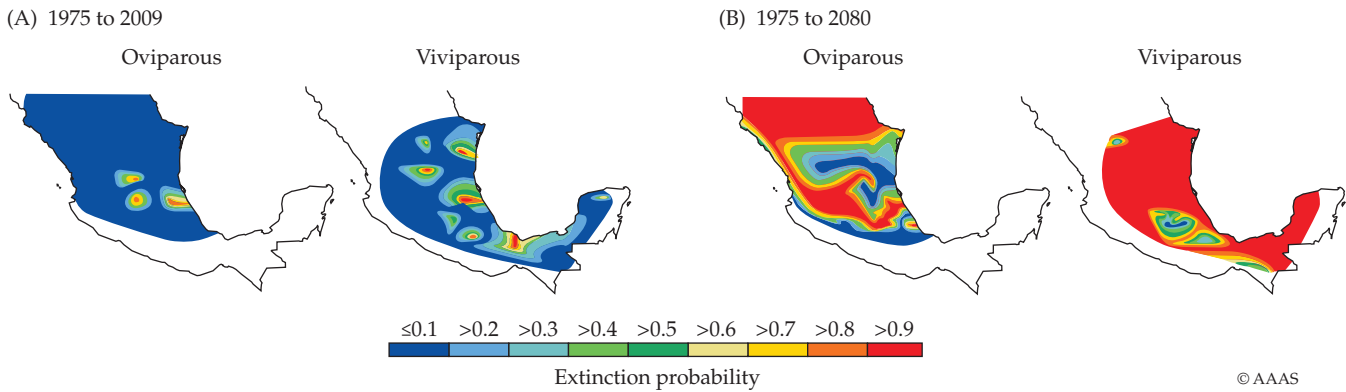 (A) 1975 to 2009
Oviparous
Viviparous
(B) 1975 to 2080
Oviparous
Viviparous
≤0.1 >0.2 >0.3 >0.4 >0.5 >0.6 >0.7 >0.8 >0.9
Extinction probability
© AAAS